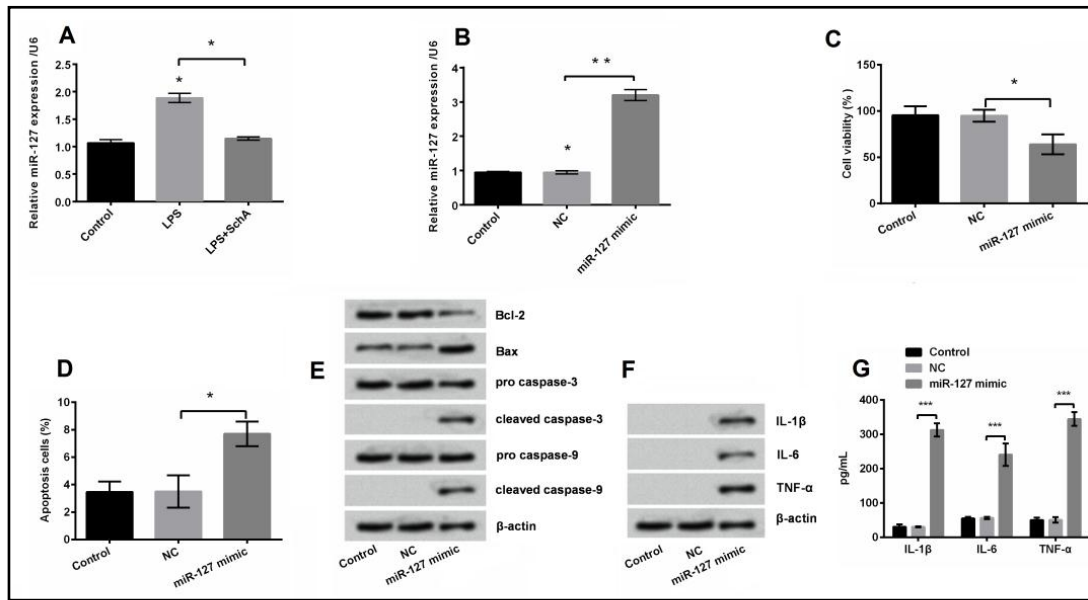 A
Relative miR-127 expression /U6
2.5
2.0
1.5
1.0
0.5
0.0
*
*
Control
LPS
LPS+SchA
B
Relative miR-127 expression /U6
4
3
2
1
0
*
* *
Control
NC
miR-127 mimic
C
Cell viability (%)
150
100
50
0
*
Control
NC
miR-127 mimic
D
Apoptosis cells (%)
10
8
6
4
2
0
*
Control
NC
miR-127 mimic
E
Bcl-2
Bax
pro caspase-3
cleaved caspase-3
pro caspase-9
cleaved caspase-9
β-actin
Control
NC
miR-127 mimic
F
IL-1β
IL-6
TNF-α
β-actin
Control
NC
miR-127 mimic
G
Control
NC
miR-127 mimic
pg/mL
400
300
200
100
0
***
***
***
IL-1β
IL-6
TNF-α